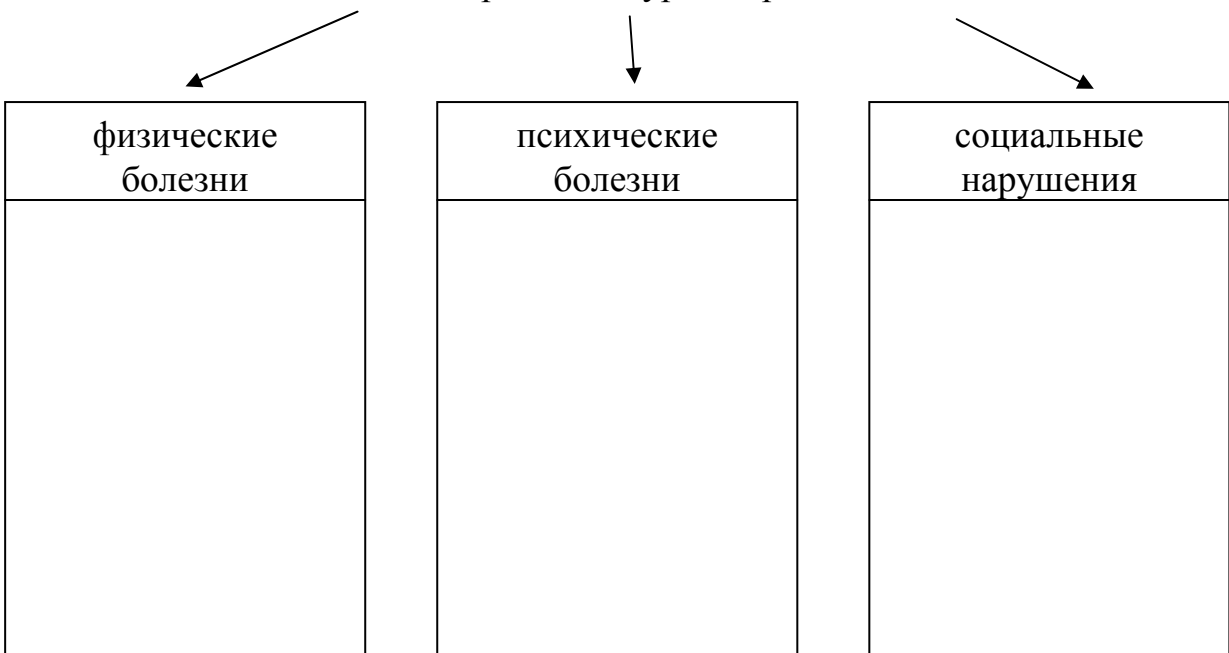 физические
болезни
психические
болезни
социальные
нарушения